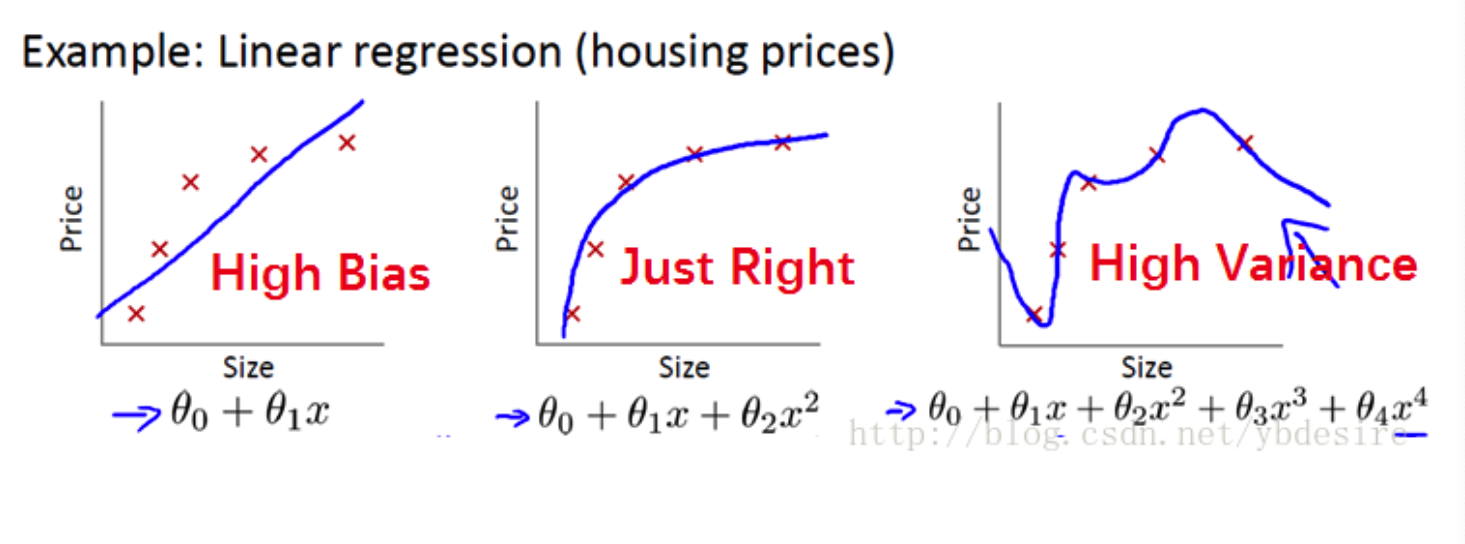 Example: Linear regression (housing prices)
Price
High Bias
Size
→ θ₀ + θ₁x
Price
Just Right
Size
→ θ₀ + θ₁x + θ₂x²
Price
High Variance
Size
→ θ₀ + θ₁x + θ₂x² + θ₃x³ + θ₄x⁴
http://blog.csdn.net/ybdesire